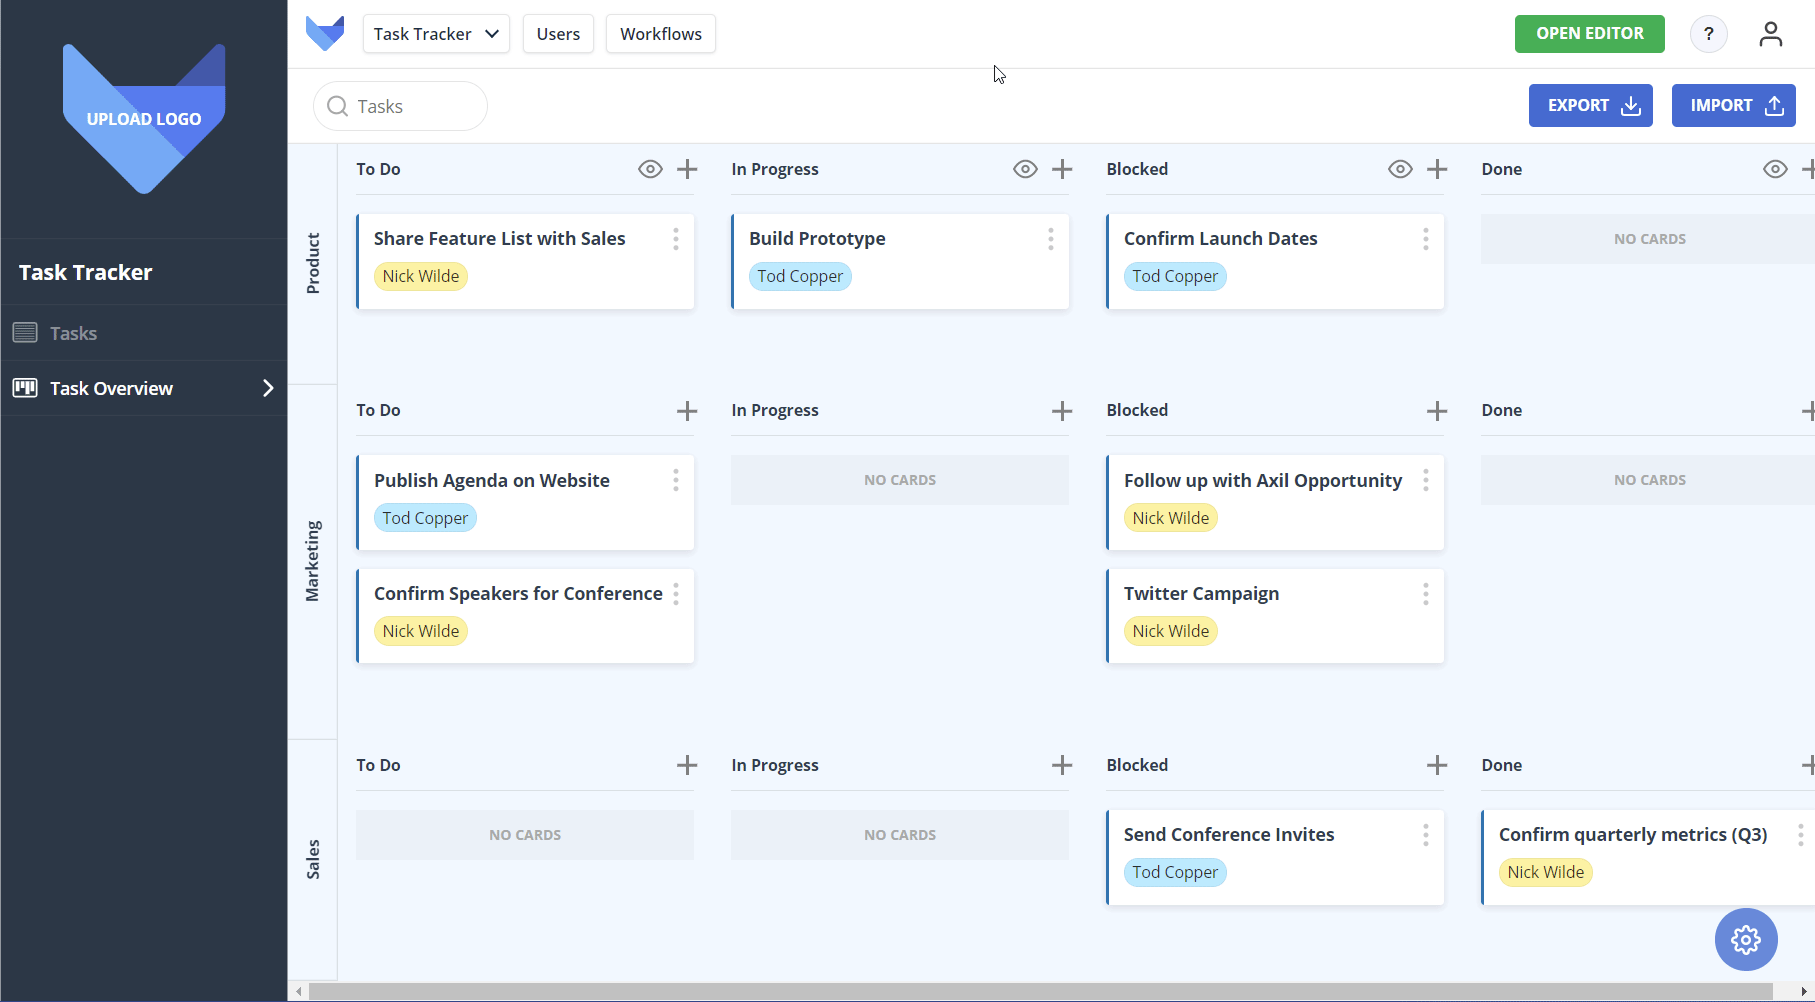 UPLOAD LOGO
Task Tracker
Tasks
Task Overview
Task Tracker Users Workflows OPEN EDITOR ?
Tasks EXPORT IMPORT
Product
To Do In Progress Blocked Done
Share Feature List with Sales Build Prototype Confirm Launch Dates NO CARDS
Nick Wilde Tod Copper Tod Copper
Marketing
To Do In Progress Blocked Done
Publish Agenda on Website NO CARDS Follow up with Axil Opportunity NO CARDS
Tod Copper Nick Wilde
Confirm Speakers for Conference Twitter Campaign
Nick Wilde Nick Wilde
Sales
To Do In Progress Blocked Done
NO CARDS NO CARDS Send Conference Invites Confirm quarterly metrics (Q3)
Tod Copper Nick Wilde